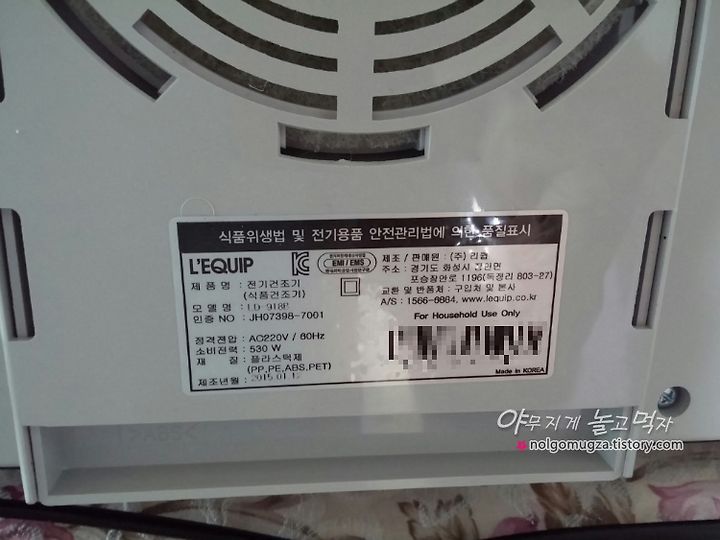 식품위생법 및 전기용품 안전관리법에 의한 품질표시
L'EQUIP
EMI / EMS
제 품 명 : 전기건조기
(식품건조기)
모 델 명 : LD-918B
인증 NO : JH07398-7001
정격전압 : AC220V / 60Hz
소비전력 : 530 W
재 질 : 플라스틱제
(PP,PE,ABS,PET)
제조년월 : 2015.01
제조 / 판매원 : (주) 리큅
주소 : 경기도 화성시 장안면
포승장안로 1196(독정리 803-27)
교환 및 반품처 : 구입처 및 본사
A/S : 1566-6884, www.lequip.co.kr
For Household Use Only
Made in KOREA
야무지게 놀고먹자
nolgomugza.tistory.com